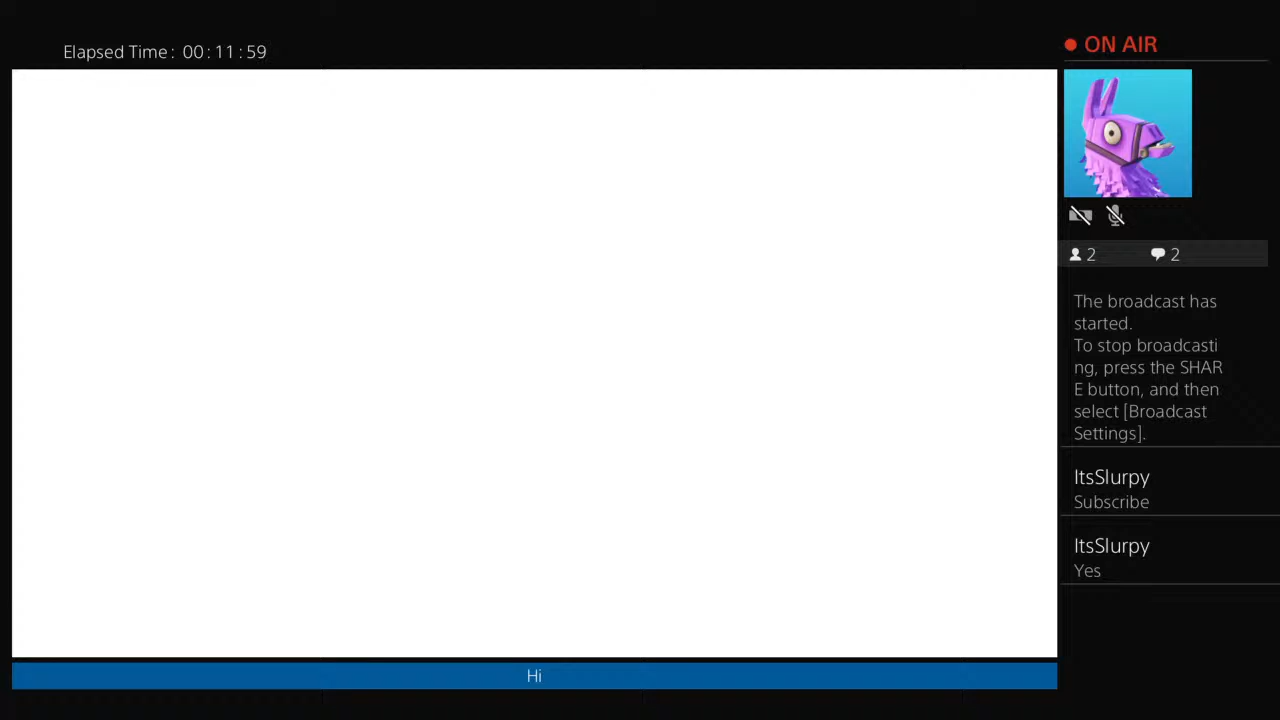 Elapsed Time: 00:11:59
ON AIR
2 2
The broadcast has
started.
To stop broadcasti
ng, press the SHAR
E button, and then
select [Broadcast
Settings].
ItsSlurpy
Subscribe
ItsSlurpy
Yes
Hi